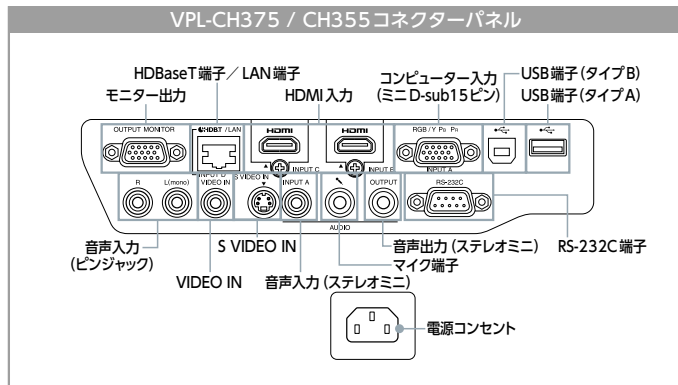 VPL-CH375 / CH355コネクターパネル
HDBaseT端子／LAN端子
モニター出力
HDMI入力
コンピューター入力
(ミニD-sub15ピン)
USB端子(タイプB)
USB端子(タイプA)
OUTPUT MONITOR
HDBT /LAN
HDMI
HDMI
RGB / Y PB PR
INPUT D
INPUT C
INPUT B
INPUT A
R
L(mono)
VIDEO IN
S VIDEO IN
INPUT A
OUTPUT
RS-232C
AUDIO
音声入力
(ピンジャック)
VIDEO IN
S VIDEO IN
音声入力(ステレオミニ)
音声出力(ステレオミニ)
マイク端子
RS-232C端子
電源コンセント